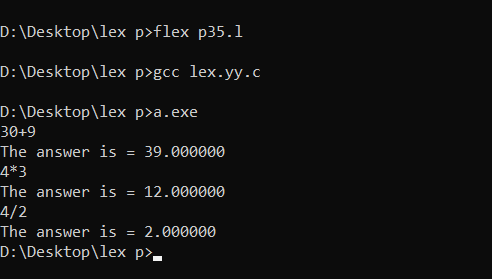 D:\Desktop\lex p>flex p35.l
D:\Desktop\lex p>gcc lex.yy.c
D:\Desktop\lex p>a.exe
30+9
The answer is = 39.000000
4*3
The answer is = 12.000000
4/2
The answer is = 2.000000
D:\Desktop\lex p>